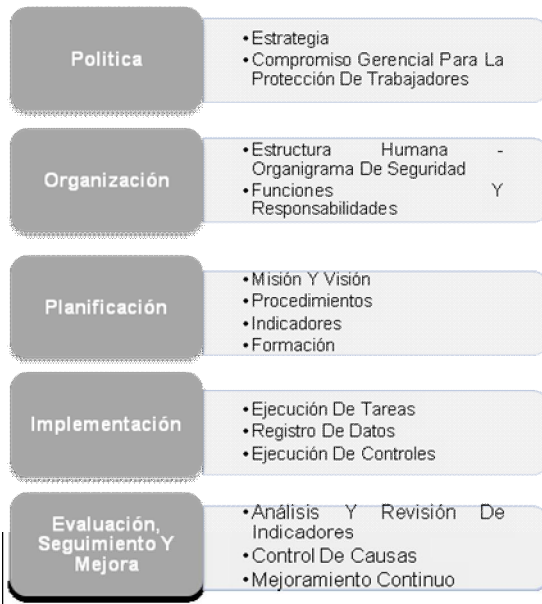 Politica
•Estrategia
•Compromiso Gerencial Para La
Protección De Trabajadores
Organización
•Estructura Humana -
Organigrama De Seguridad
•Funciones Y
Responsabilidades
Planificación
•Misión Y Visión
•Procedimientos
•Indicadores
•Formación
Implementación
•Ejecución De Tareas
•Registro De Datos
•Ejecución De Controles
Evaluación,
Seguimiento Y
Mejora
•Análisis Y Revisión De
Indicadores
•Control De Causas
•Mejoramiento Continuo